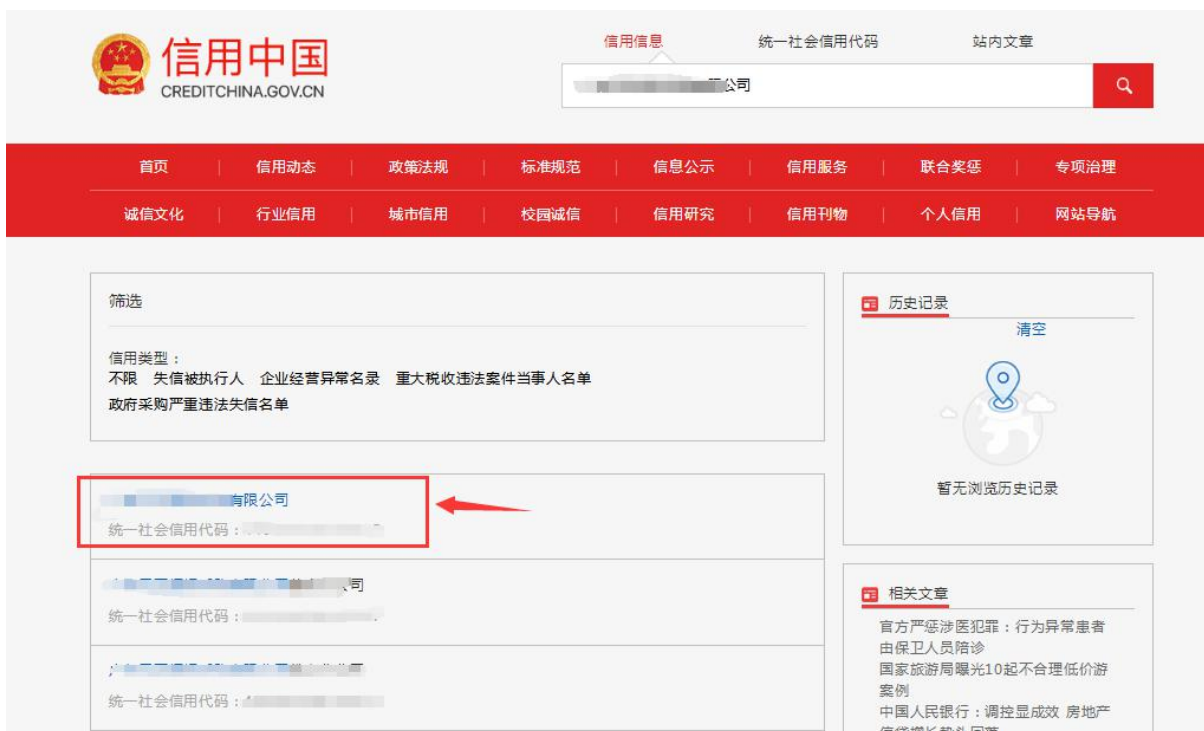 信用信息 统一社会信用代码 站内文章
信用中国
CREDITCHINA.GOV.CN
公司
首页 信用动态 政策法规 标准规范 信息公示 信用服务 联合奖惩 专项治理
诚信文化 行业信用 城市信用 校园诚信 信用研究 信用刊物 个人信用 网站导航
筛选
信用类型：
不限 失信被执行人 企业经营异常名录 重大税收违法案件当事人名单
政府采购严重违法失信名单
有限公司
统一社会信用代码：
司
统一社会信用代码：
统一社会信用代码：
历史记录
清空
暂无浏览历史记录
相关文章
官方严惩涉医犯罪：行为异常患者
由保卫人员陪诊
国家旅游局曝光10起不合理低价游
案例
中国人民银行：调控显成效 房地产